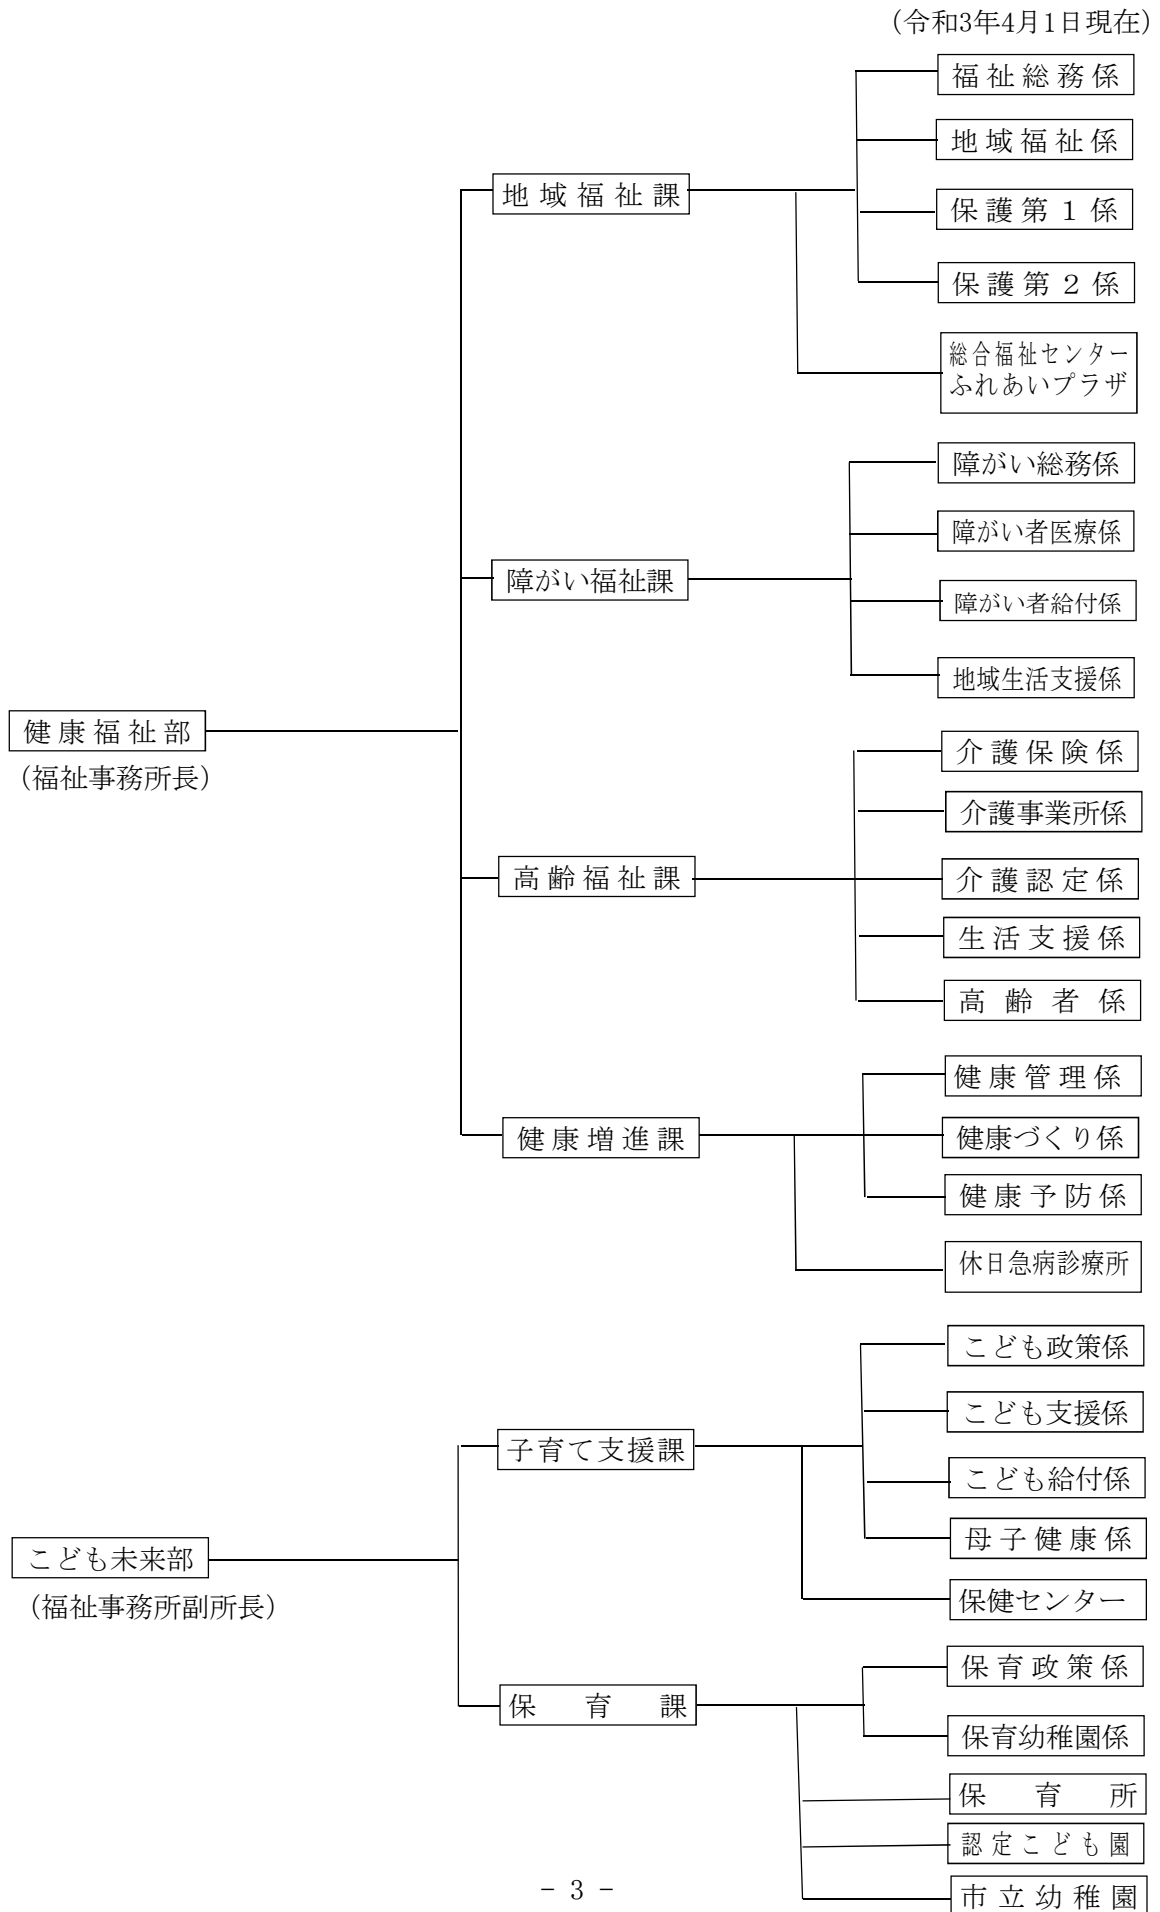 （令和3年4月1日現在）
福祉総務係
地域福祉係
地域福祉課
保護第１係
保護第２係
総合福祉センター
ふれあいプラザ
障がい総務係
障がい者医療係
障がい福祉課
障がい者給付係
地域生活支援係
健康福祉部
（福祉事務所長）
介護保険係
介護事業所係
高齢福祉課
介護認定係
生活支援係
高齢者係
健康管理係
健康増進課
健康づくり係
健康予防係
休日急病診療所
こども政策係
こども支援係
子育て支援課
こども給付係
母子健康係
こども未来部
（福祉事務所副所長）
保健センター
保育政策係
保育課
保育幼稚園係
保育所
認定こども園
市立幼稚園
- 3 -